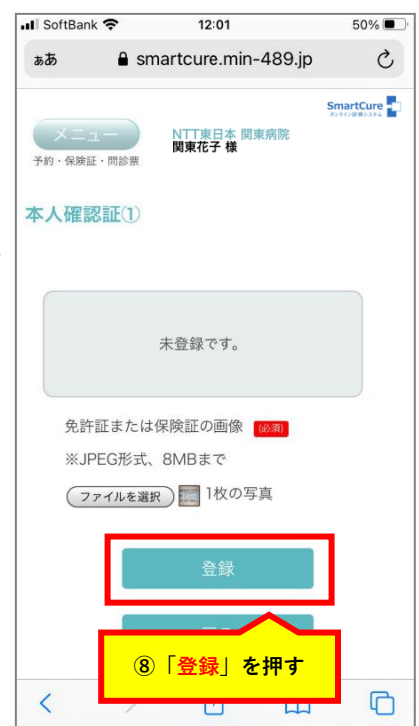 SoftBank 12:01 50%
ぁあ smartcure.min-489.jp
SmartCure
オンライン診療システム
メニュー
予約・保険証・問診票
NTT東日本 関東病院
関東花子 様
本人確認証①
未登録です。
免許証または保険証の画像 (必須)
※JPEG形式、8MBまで
ファイルを選択 1枚の写真
登録
⑧「登録」を押す